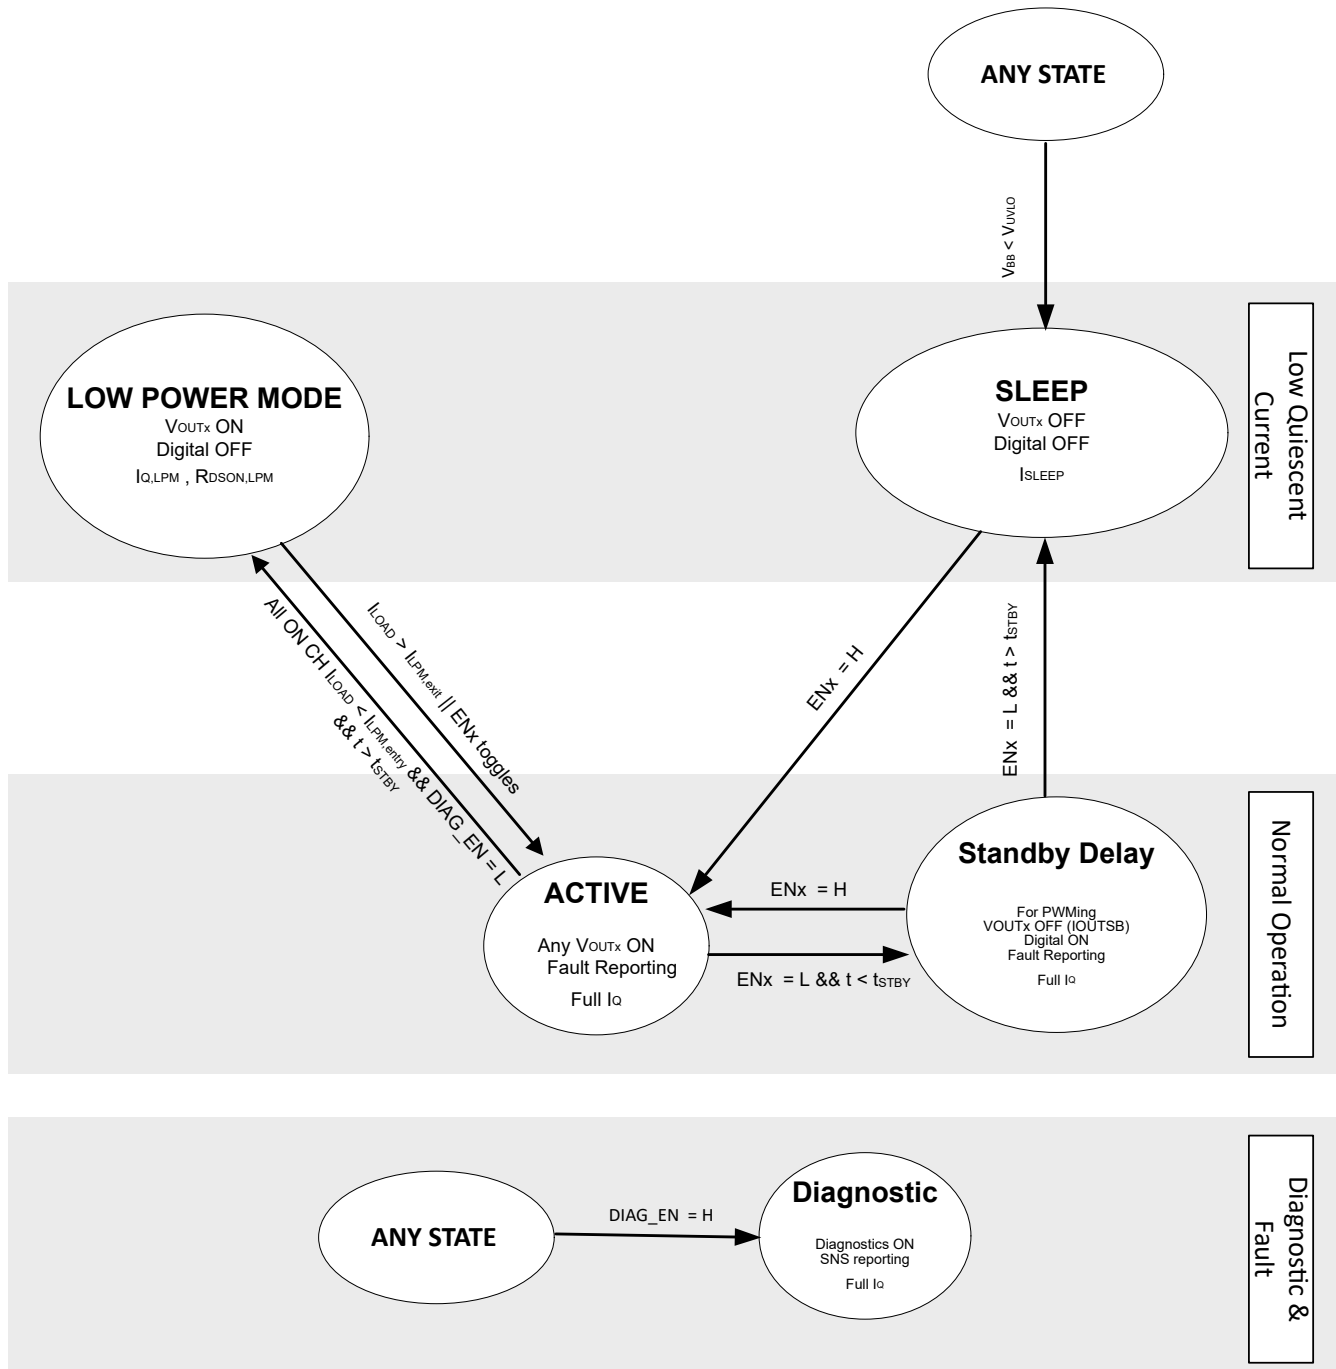 ANY STATE
VBB < VUVLO
LOW POWER MODE
VOUTx ON
Digital OFF
IQ,LPM , RDSON,LPM
SLEEP
VOUTx OFF
Digital OFF
ISLEEP
Low Quiescent
Current
ILOAD > ILPM,exit || ENx toggles
All ON CH ILOAD < ILPM,entry && DIAG_EN = L
&& t > tSTBY
ENx = H
ENx = L && t > tSTBY
ACTIVE
Any VOUTx ON
Fault Reporting
Full IQ
ENx = H
ENx = L && t < tSTBY
Standby Delay
For PWMing
VOUTx OFF (IOUTSB)
Digital ON
Fault Reporting
Full IQ
Normal Operation
ANY STATE
DIAG_EN = H
Diagnostic
Diagnostics ON
SNS reporting
Full IQ
Diagnostic &
Fault